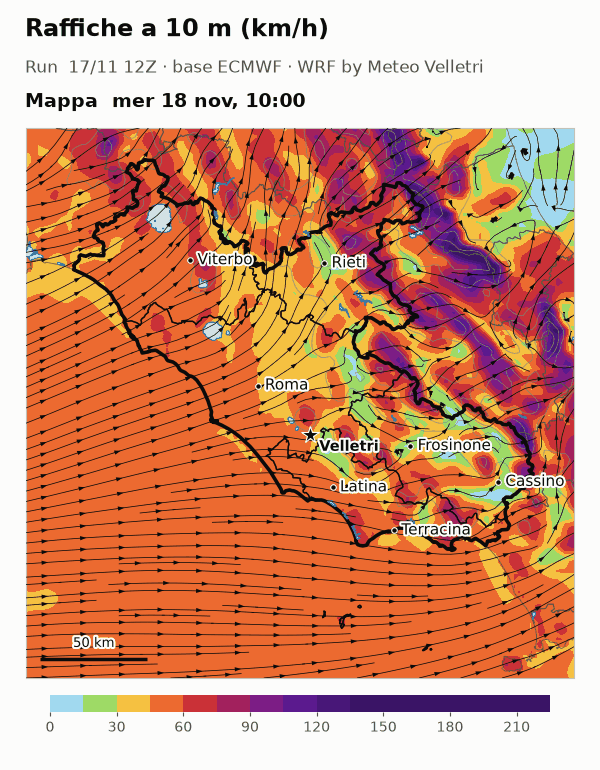 Raffiche a 10 m (km/h)
Run 17/11 12Z · base ECMWF · WRF by Meteo Velletri
Mappa mer 18 nov, 10:00
Viterbo
Rieti
Roma
Velletri
Frosinone
Cassino
Latina
Terracina
50 km
0 30 60 90 120 150 180 210